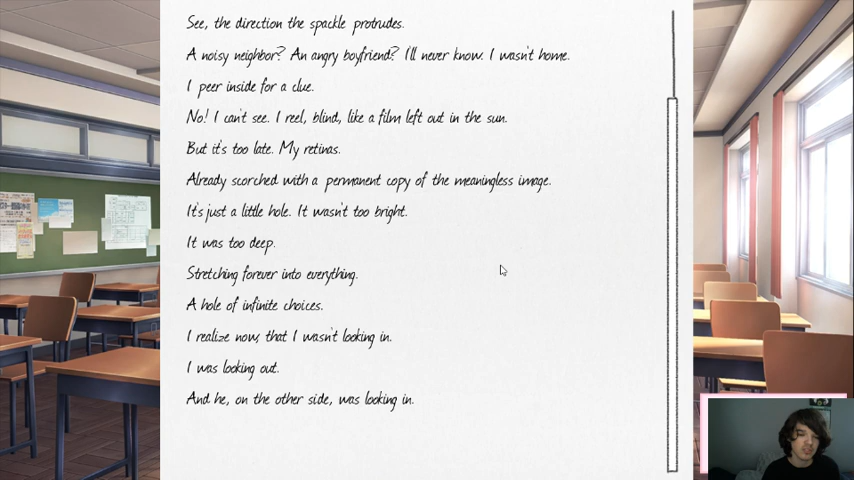 See, the direction the spackle protrudes.
A noisy neighbor? An angry boyfriend? I'll never know. I wasn't home.
I peer inside for a clue.
No! I can't see. I reel, blind, like a film left out in the sun.
But it's too late. My retinas.
Already scorched with a permanent copy of the meaningless image.
It's just a little hole. It wasn't too bright.
It was too deep.
Stretching forever into everything.
A hole of infinite choices.
I realize now, that I wasn't looking in.
I was looking out.
And he, on the other side, was looking in.